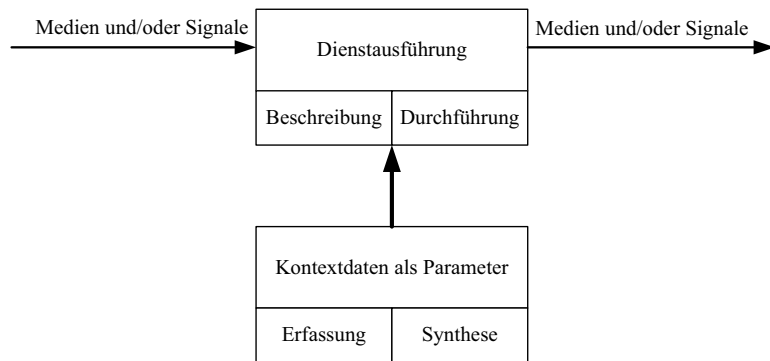 Medien und/oder Signale
Dienstausführung
Medien und/oder Signale
Beschreibung
Durchführung
Kontextdaten als Parameter
Erfassung
Synthese